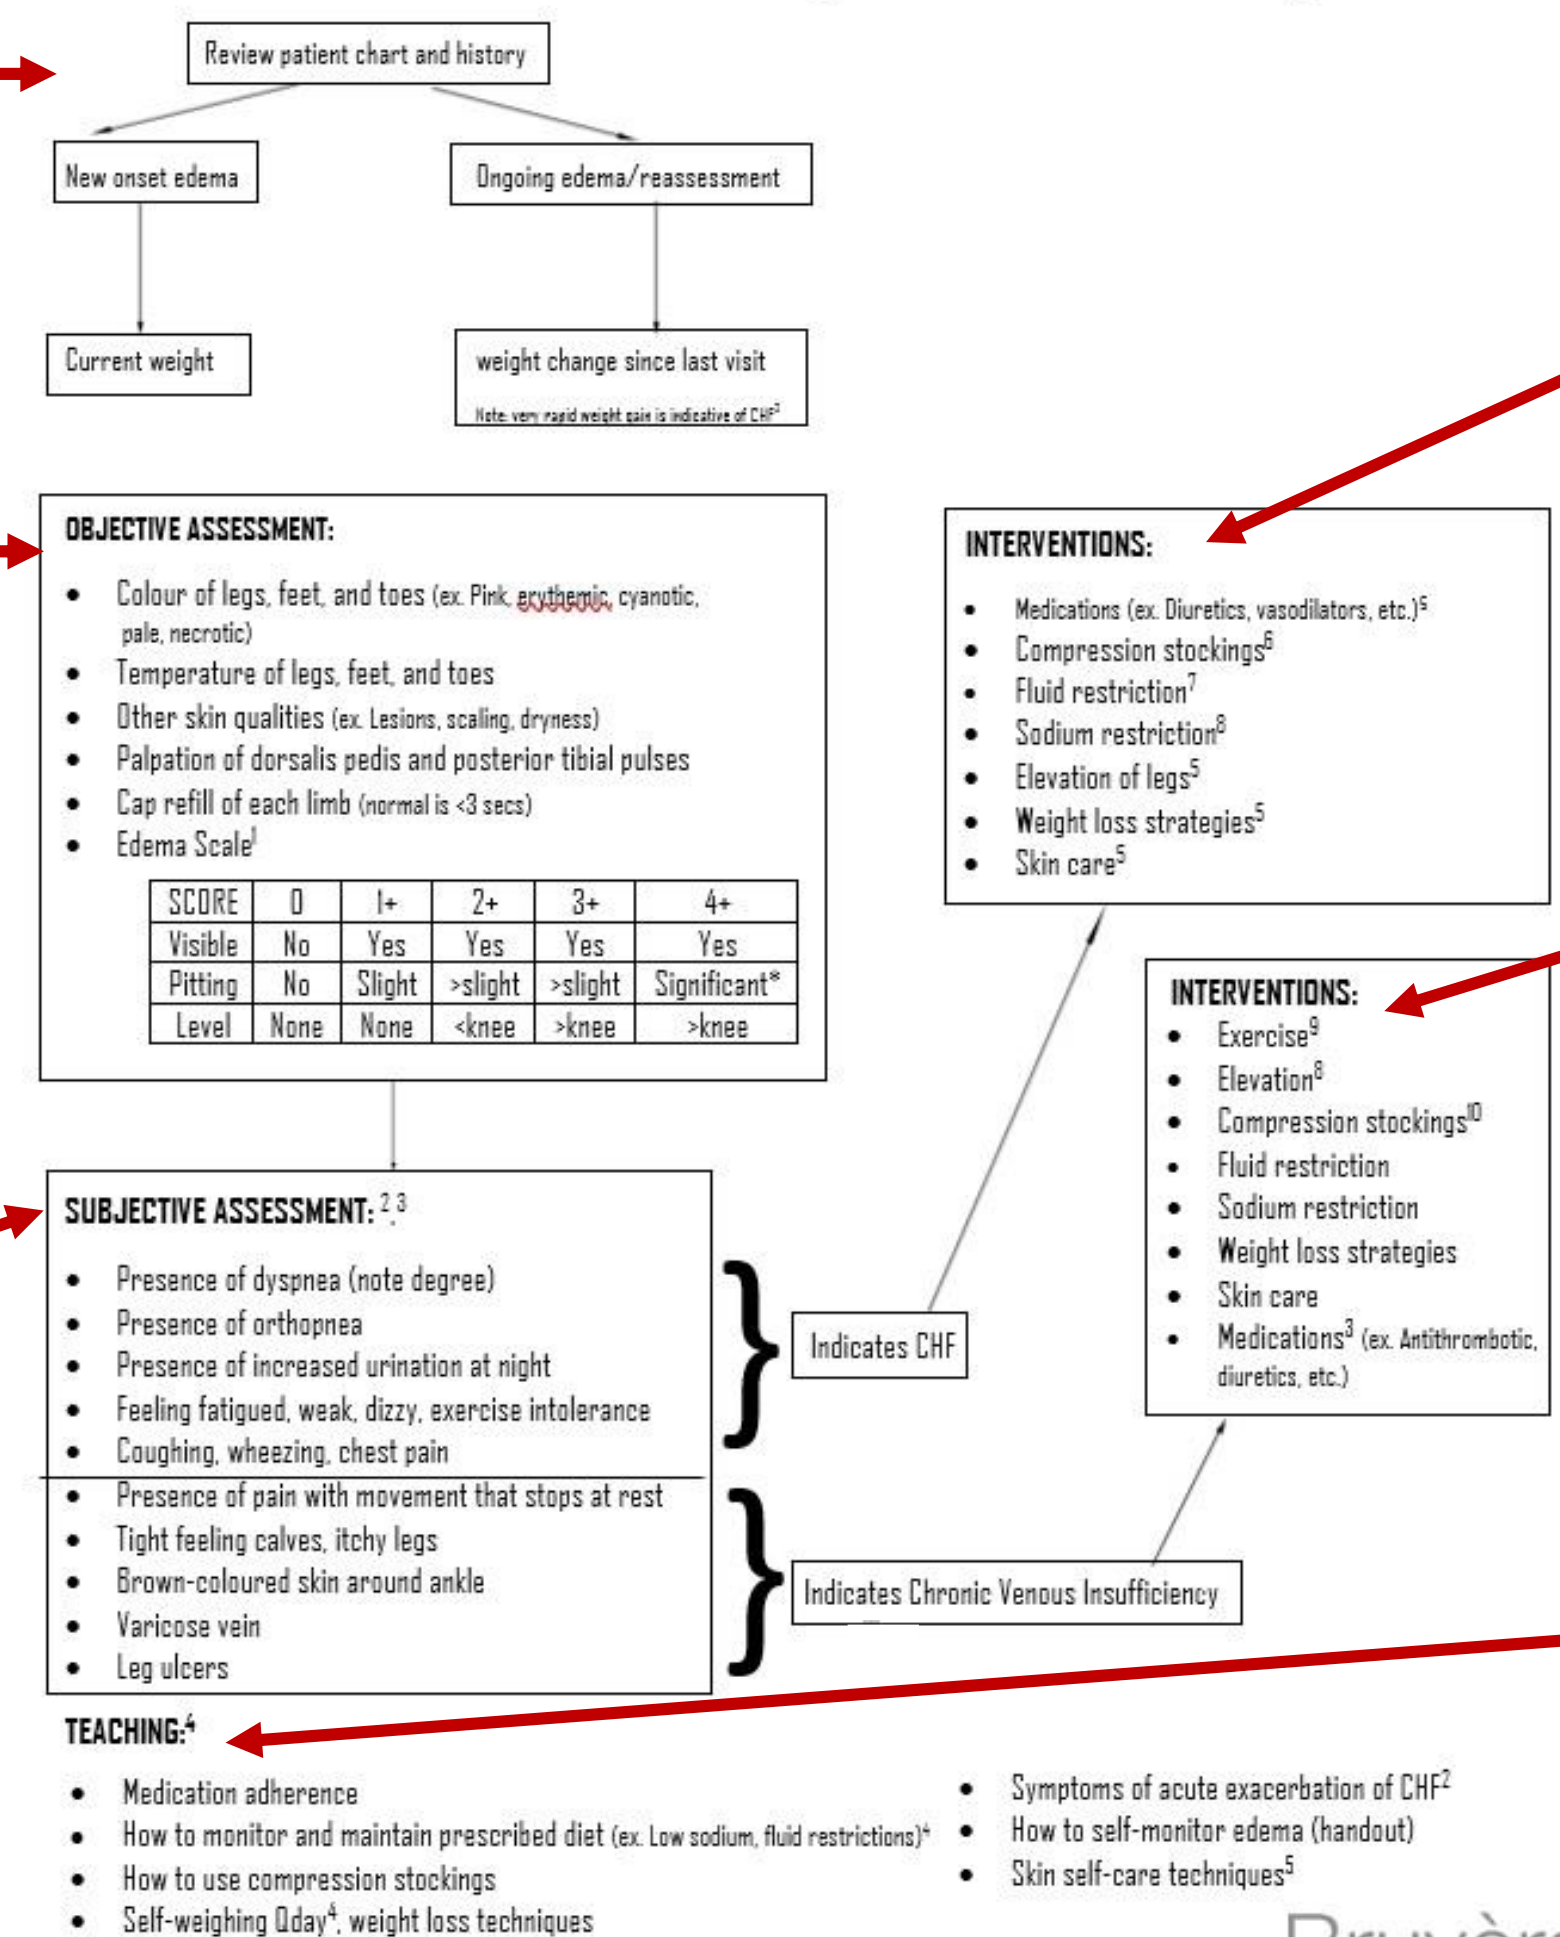 Review patient chart and history
New onset edema
Ongoing edema/reassessment
Current weight
weight change since last visit
Note: very rapid weight gain is indicative of CHF²
OBJECTIVE ASSESSMENT:
• Colour of legs, feet, and toes (ex. Pink, erythemic, cyanotic,
pale, necrotic)
• Temperature of legs, feet, and toes
• Other skin qualities (ex. Lesions, scaling, dryness)
• Palpation of dorsalis pedis and posterior tibial pulses
• Cap refill of each limb (normal is <3 secs)
• Edema Scale¹
SCORE 0 1+ 2+ 3+ 4+
Visible No Yes Yes Yes Yes
Pitting No Slight >slight >slight Significant*
Level None None <knee >knee >knee
SUBJECTIVE ASSESSMENT: ²,³
• Presence of dyspnea (note degree)
• Presence of orthopnea
• Presence of increased urination at night
• Feeling fatigued, weak, dizzy, exercise intolerance
• Coughing, wheezing, chest pain
• Presence of pain with movement that stops at rest
• Tight feeling calves, itchy legs
• Brown-coloured skin around ankle
• Varicose vein
• Leg ulcers
Indicates CHF
Indicates Chronic Venous Insufficiency
INTERVENTIONS:
• Medications (ex. Diuretics, vasodilators, etc.)⁵
• Compression stockings⁶
• Fluid restriction⁷
• Sodium restriction⁸
• Elevation of legs⁵
• Weight loss strategies⁵
• Skin care⁵
INTERVENTIONS:
• Exercise⁹
• Elevation⁸
• Compression stockings¹⁰
• Fluid restriction
• Sodium restriction
• Weight loss strategies
• Skin care
• Medications³ (ex. Antithrombotic,
diuretics, etc.)
TEACHING:⁴
• Medication adherence
• How to monitor and maintain prescribed diet (ex. Low sodium, fluid restrictions)⁴
• How to use compression stockings
• Self-weighing Qday⁴, weight loss techniques
• Symptoms of acute exacerbation of CHF²
• How to self-monitor edema (handout)
• Skin self-care techniques⁵